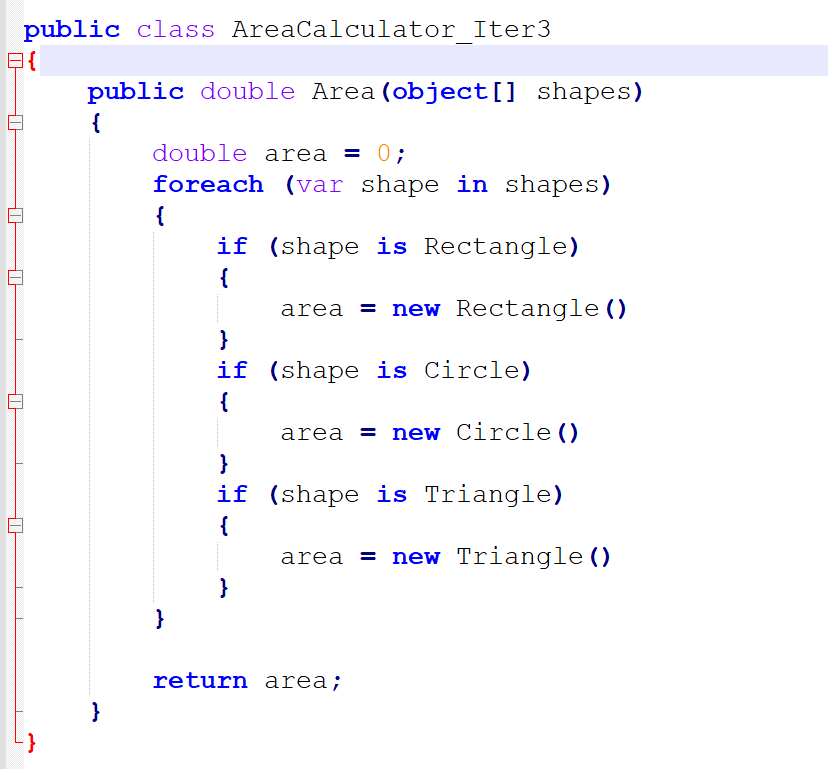 public class AreaCalculator_Iter3
{
    public double Area(object[] shapes)
    {
        double area = 0;
        foreach (var shape in shapes)
        {
            if (shape is Rectangle)
            {
                area = new Rectangle()
            }
            if (shape is Circle)
            {
                area = new Circle()
            }
            if (shape is Triangle)
            {
                area = new Triangle()
            }
        }

        return area;
    }
}